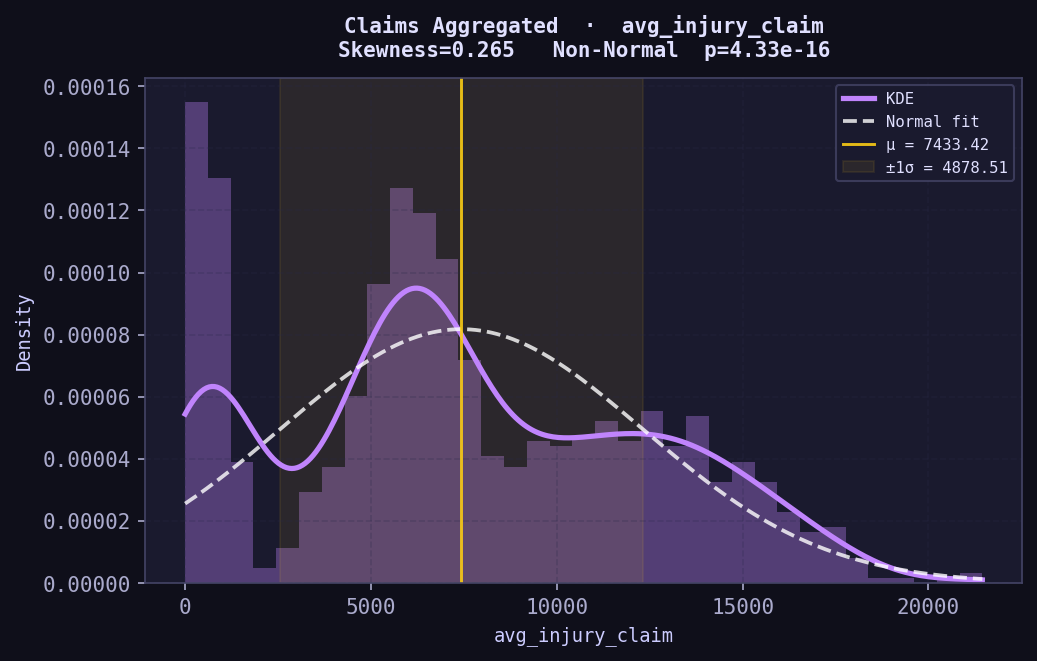 Claims Aggregated  ·  avg_injury_claim
Skewness=0.265   Non-Normal  p=4.33e-16
KDE
Normal fit
μ = 7433.42
±1σ = 4878.51
Density
0.00016
0.00014
0.00012
0.00010
0.00008
0.00006
0.00004
0.00002
0.00000
0 5000 10000 15000 20000
avg_injury_claim